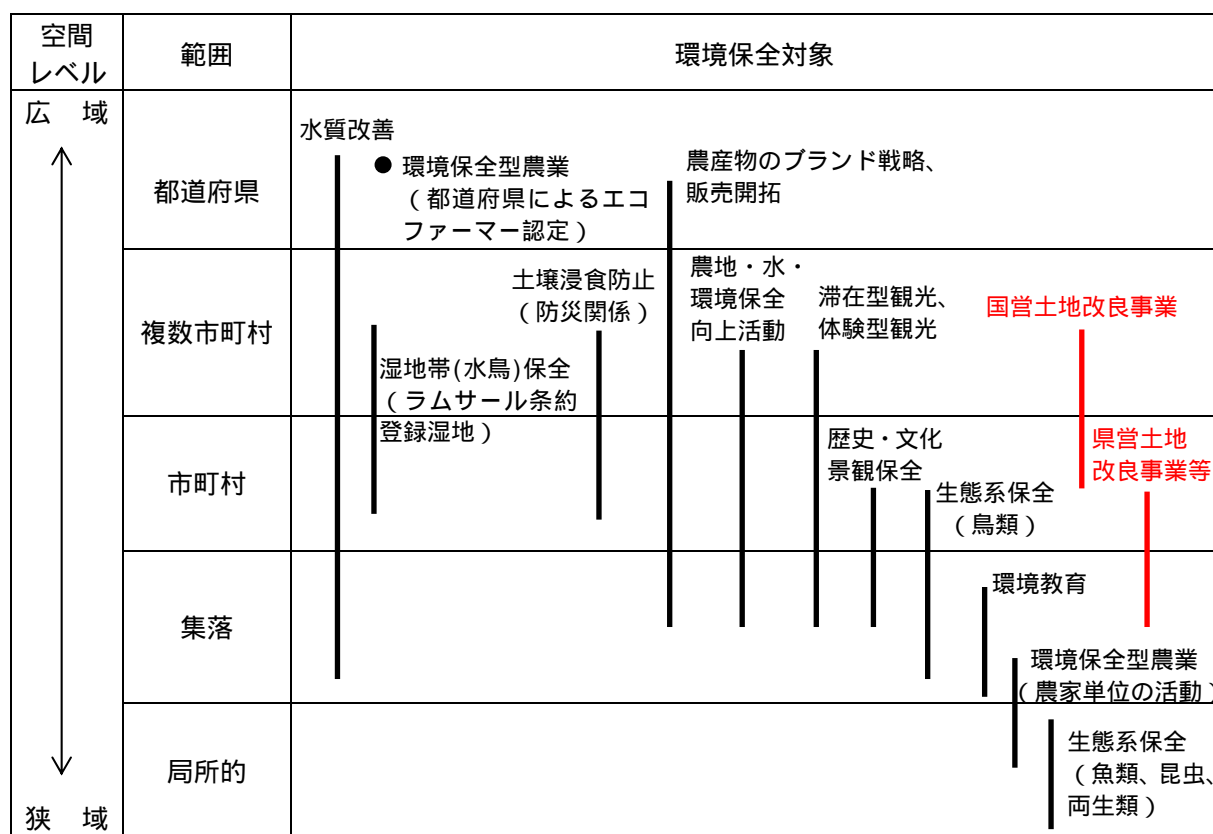 空間
レベル
範囲
環境保全対象
広 域
狭 域
都道府県
水質改善
● 環境保全型農業
(都道府県によるエコ
ファーマー認定)
農産物のブランド戦略、
販売開拓
複数市町村
土壌浸食防止
(防災関係)
農地・水・
環境保全
向上活動
滞在型観光、
体験型観光
国営土地改良事業
湿地帯(水鳥)保全
(ラムサール条約
登録湿地)
市町村
歴史・文化
景観保全
生態系保全
(鳥類)
県営土地
改良事業等
集落
環境教育
環境保全型農業
(農家単位の活動)
局所的
生態系保全
(魚類、昆虫、
両生類)